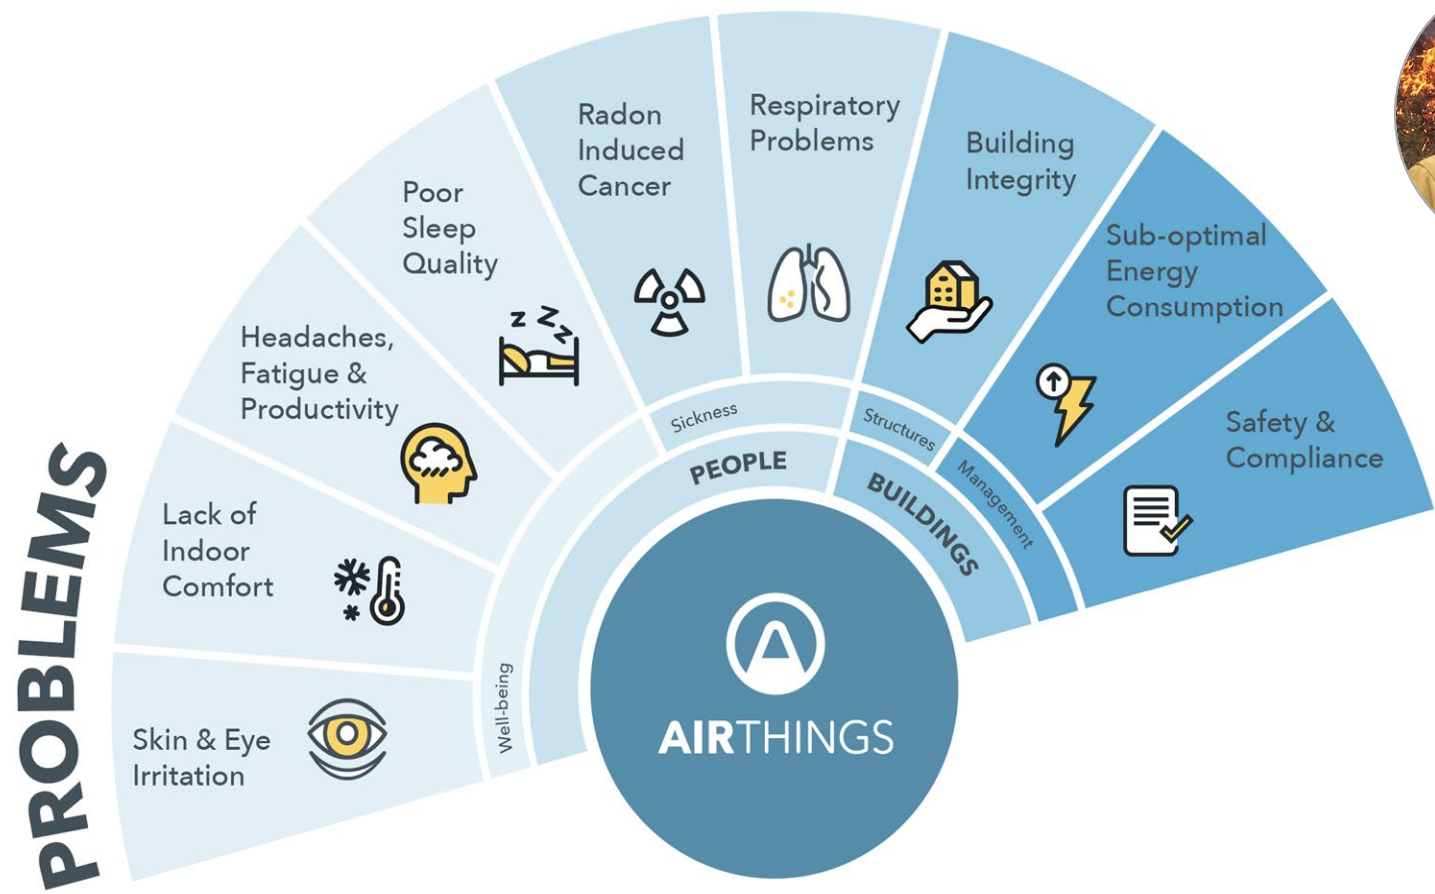 PROBLEMS
Skin & Eye
Irritation
Lack of
Indoor
Comfort
Headaches,
Fatigue &
Productivity
Poor
Sleep
Quality
Radon
Induced
Cancer
Respiratory
Problems
Building
Integrity
Sub-optimal
Energy
Consumption
Safety &
Compliance
Well-being
Sickness
Structures
Management
PEOPLE
BUILDINGS
AIRTHINGS